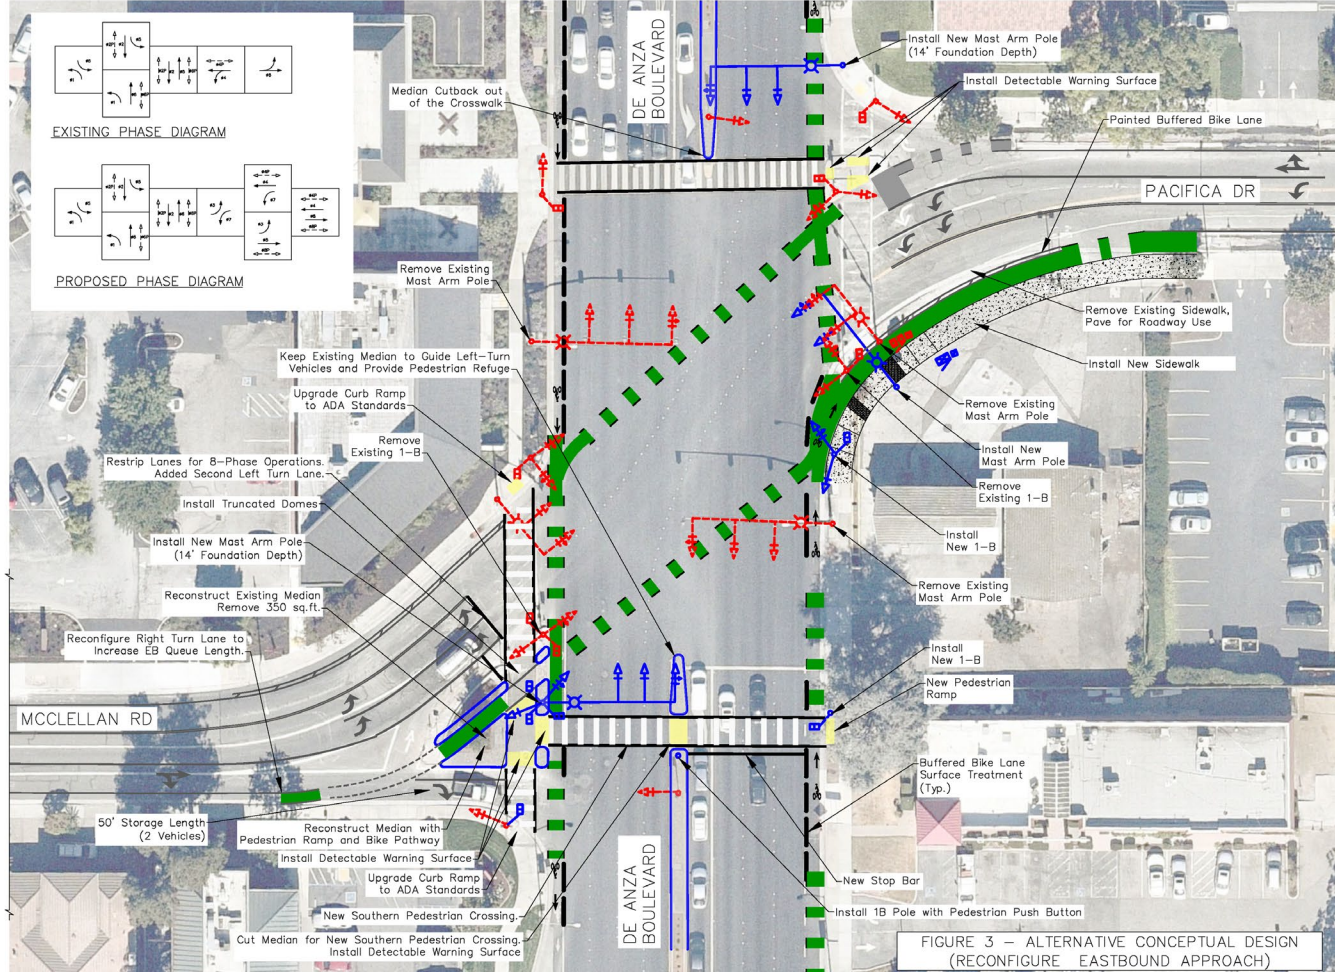 EXISTING PHASE DIAGRAM
PROPOSED PHASE DIAGRAM
DE ANZA
BOULEVARD
Install New Mast Arm Pole
(14' Foundation Depth)
Install Detectable Warning Surface
Median Cutback out
of the Crosswalk
Painted Buffered Bike Lane
PACIFICA DR
Remove Existing
Mast Arm Pole
Remove Existing Sidewalk,
Pave for Roadway Use
Install New Sidewalk
Keep Existing Median to Guide Left-Turn
Vehicles and Provide Pedestrian Refuge
Upgrade Curb Ramp
to ADA Standards
Remove Existing
Mast Arm Pole
Remove
Existing 1-B
Install New
Mast Arm Pole
Restrip Lanes for 8-Phase Operations.
Added Second Left Turn Lane.
Remove
Existing 1-B
Install Truncated Domes
Install New Mast Arm Pole
(14' Foundation Depth)
Install
New 1-B
Remove Existing
Mast Arm Pole
Reconstruct Existing Median
Remove 350 sq.ft.
Reconfigure Right Turn Lane to
Increase EB Queue Length.
Install
New 1-B
New Pedestrian
Ramp
MCCLELLAN RD
Buffered Bike Lane
Surface Treatment
(Typ.)
50' Storage Length
(2 Vehicles)
Reconstruct Median with
Pedestrian Ramp and Bike Pathway
Install Detectable Warning Surface
Upgrade Curb Ramp
to ADA Standards
DE ANZA
BOULEVARD
New Stop Bar
New Southern Pedestrian Crossing.
Install 1B Pole with Pedestrian Push Button
Cut Median for New Southern Pedestrian Crossing.
Install Detectable Warning Surface
FIGURE 3 - ALTERNATIVE CONCEPTUAL DESIGN
(RECONFIGURE EASTBOUND APPROACH)